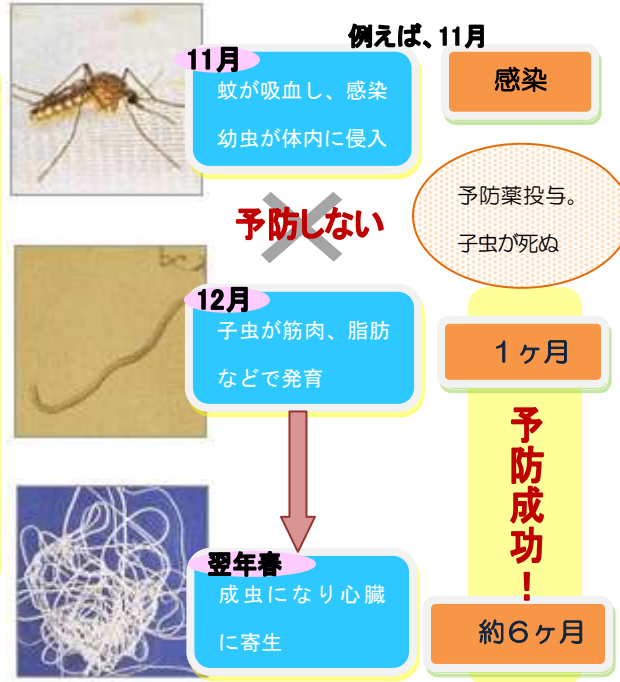 例えば、11月
11月
蚊が吸血し、感染
幼虫が体内に侵入
感染
予防しない
予防薬投与。
子虫が死ぬ
12月
子虫が筋肉、脂肪
などで発育
1ヶ月
予防成功！
翌年春
成虫になり心臓
に寄生
約6ヶ月